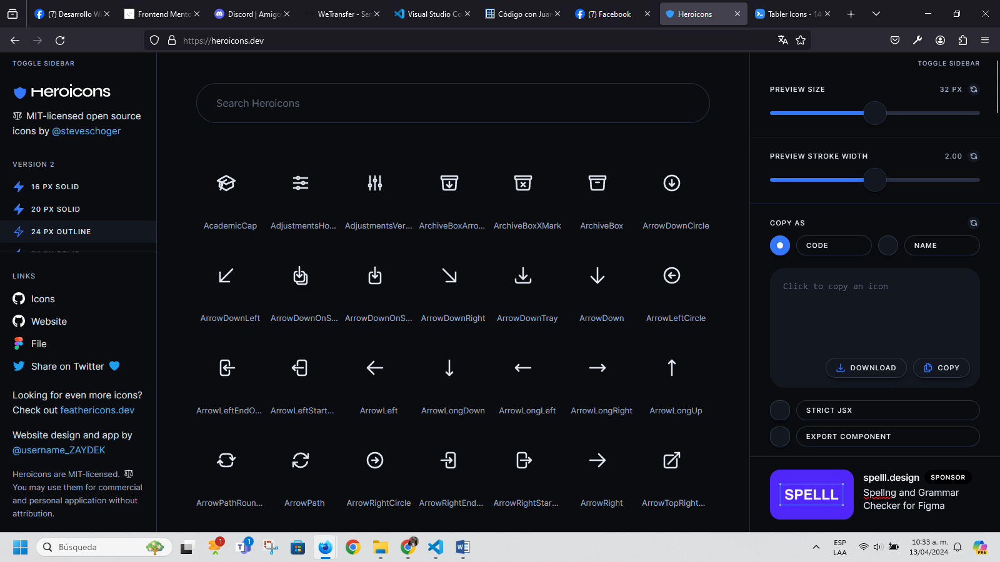 (7) Desarrollo W
Frontend Mento
Discord | Amigo
WeTransfer - Sen
Visual Studio Co
Código con Juan
(7) Facebook
Heroicons
Tabler Icons - 14
https://heroicons.dev
TOGGLE SIDEBAR
Heroicons
MIT-licensed open source
icons by @steveschoger
VERSION 2
16 PX SOLID
20 PX SOLID
24 PX OUTLINE
LINKS
Icons
Website
File
Share on Twitter
Looking for even more icons?
Check out feathericons.dev
Website design and app by
@username_ZAYDEK
Heroicons are MIT-licensed.
You may use them for commercial
and personal application without
attribution.
Search Heroicons
AcademicCap AdjustmentsHo... AdjustmentsVer... ArchiveBoxArro... ArchiveBoxXMark ArchiveBox ArrowDownCircle
ArrowDownLeft ArrowDownOnS... ArrowDownOnS... ArrowDownRight ArrowDownTray ArrowDown ArrowLeftCircle
ArrowLeftEndO... ArrowLeftStart... ArrowLeft ArrowLongDown ArrowLongLeft ArrowLongRight ArrowLongUp
ArrowPathRoun... ArrowPath ArrowRightCircle ArrowRightEnd... ArrowRightStar... ArrowRight ArrowTopRight...
TOGGLE SIDEBAR
PREVIEW SIZE 32 PX
PREVIEW STROKE WIDTH 2.00
COPY AS
CODE NAME
Click to copy an icon
DOWNLOAD COPY
STRICT JSX
EXPORT COMPONENT
SPELLL
spelll.design SPONSOR
Spellng and Grammar
Checker for Figma
Búsqueda
1
1
ESP
LAA
10:33 a. m.
13/04/2024
PRE